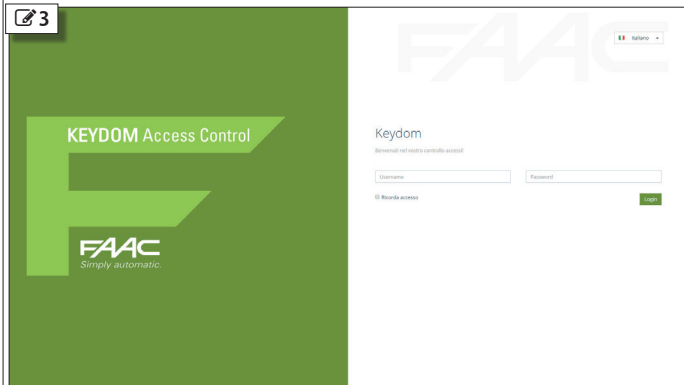 3
FAAC
Italiano
KEYDOM Access Control
FAAC
Simply automatic.
Keydom
Benvenuti nel vostro controllo accessi!
Username
Password
Ricorda accesso
Login